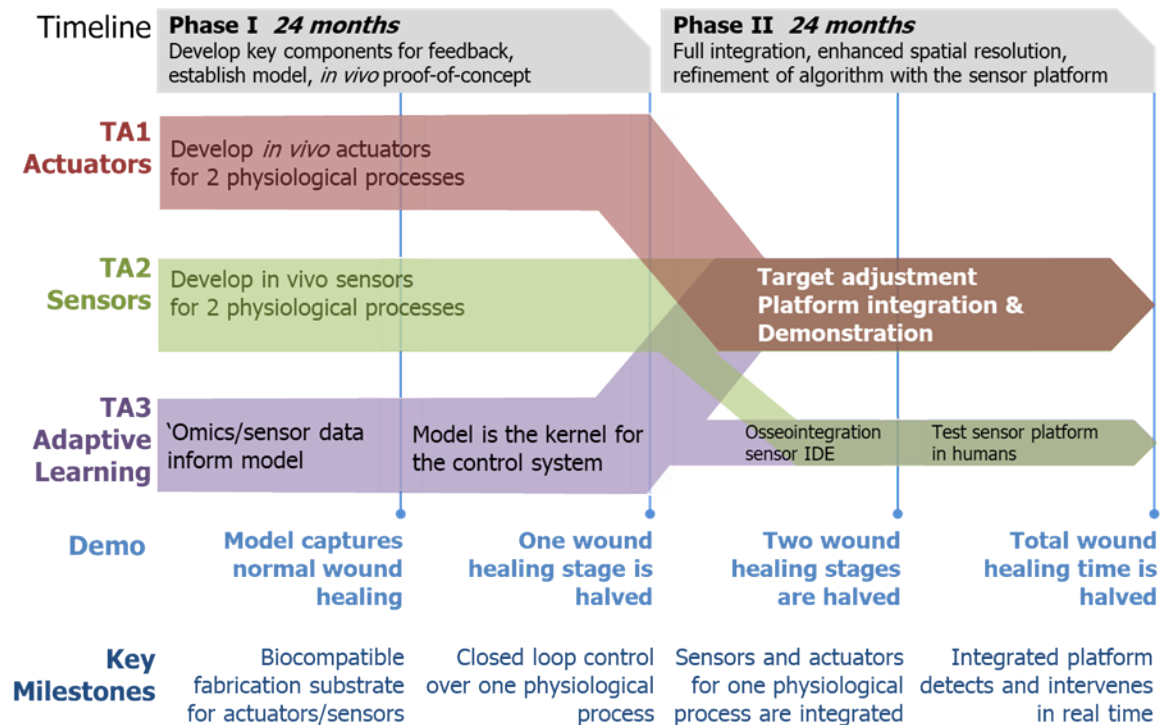 Timeline
Phase I 24 months
Develop key components for feedback,
establish model, in vivo proof-of-concept
Phase II 24 months
Full integration, enhanced spatial resolution,
refinement of algorithm with the sensor platform
TA1
Actuators
Develop in vivo actuators
for 2 physiological processes
TA2
Sensors
Develop in vivo sensors
for 2 physiological processes
Target adjustment
Platform integration &
Demonstration
TA3
Adaptive
Learning
‘Omics/sensor data
inform model
Model is the kernel for
the control system
Osseointegration
sensor IDE
Test sensor platform
in humans
Demo
Model captures
normal wound
healing
One wound
healing stage is
halved
Two wound
healing stages
are halved
Total wound
healing time is
halved
Key
Milestones
Biocompatible
fabrication substrate
for actuators/sensors
Closed loop control
over one physiological
process
Sensors and actuators
for one physiological
process are integrated
Integrated platform
detects and intervenes
in real time